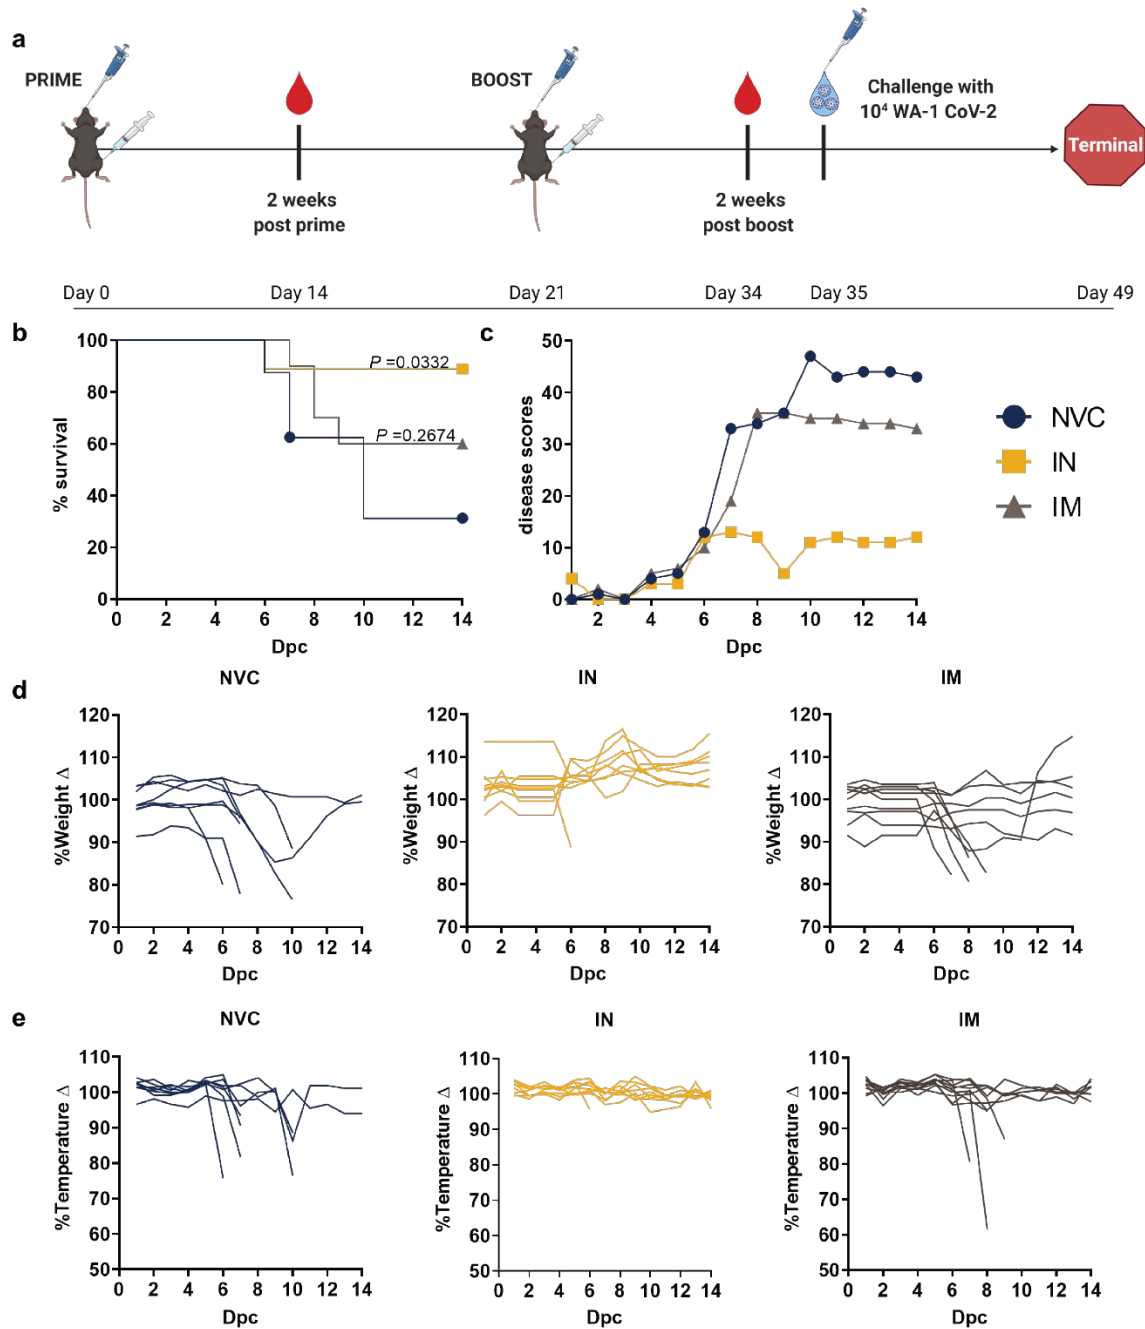 a
PRIME
BOOST
Challenge with
10⁴ WA-1 CoV-2
Terminal
2 weeks
post prime
2 weeks
post boost
Day 0
Day 14
Day 21
Day 34
Day 35
Day 49
b
100
80
60
40
20
0
% survival
P =0.0332
P =0.2674
0 2 4 6 8 10 12 14
Dpc
c
50
40
30
20
10
0
disease scores
2 4 6 8 10 12 14
Dpc
NVC
IN
IM
d
NVC
120
110
100
90
80
70
%Weight Δ
0 2 4 6 8 10 12 14
Dpc
IN
120
110
100
90
80
70
%Weight Δ
0 2 4 6 8 10 12 14
Dpc
IM
120
110
100
90
80
70
%Weight Δ
0 2 4 6 8 10 12 14
Dpc
e
NVC
110
100
90
80
70
60
50
%Temperature Δ
0 2 4 6 8 10 12 14
Dpc
IN
110
100
90
80
70
60
50
%Temperature Δ
0 2 4 6 8 10 12 14
Dpc
IM
110
100
90
80
70
60
50
%Temperature Δ
0 2 4 6 8 10 12 14
Dpc